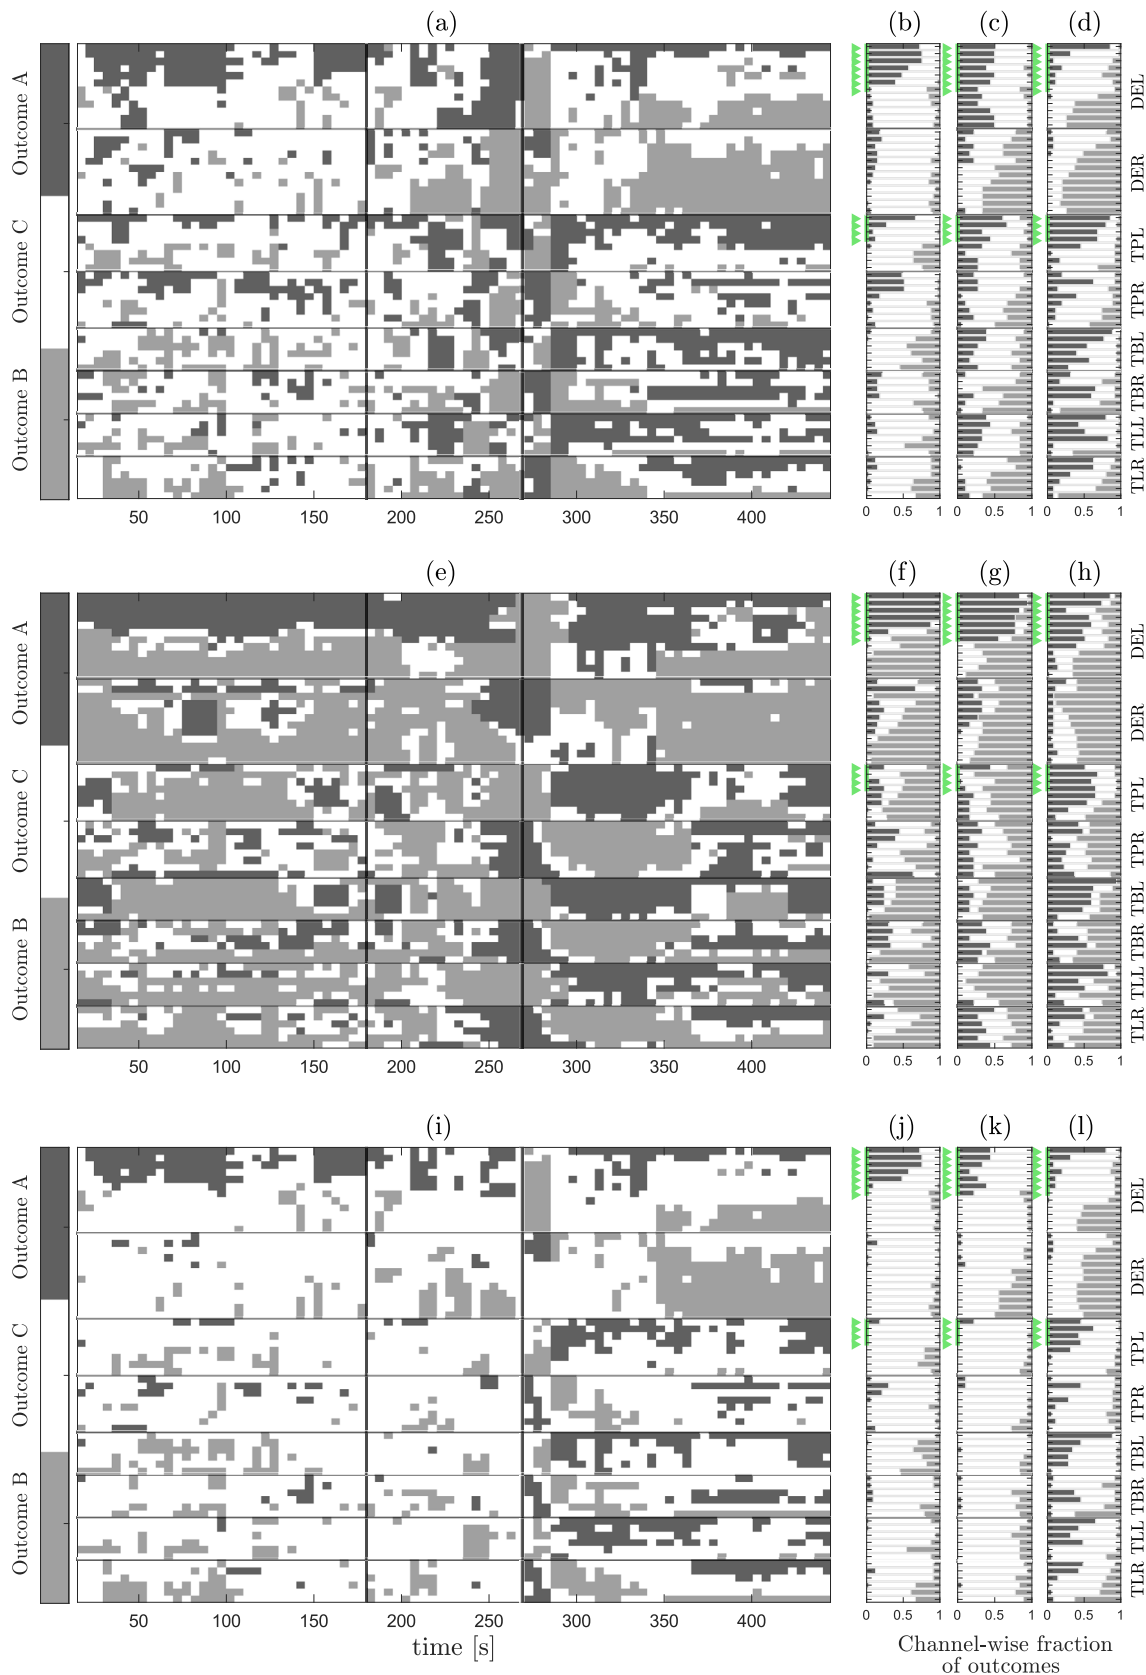 (a) (b) (c) (d)
Outcome A
Outcome C
Outcome B
DEL
DER
TPL
TPR
TBL
TBR
TLL
TLR
50 100 150 200 250 300 350 400
0 0.5 1 0 0.5 1 0 0.5 1
(e) (f) (g) (h)
Outcome A
Outcome C
Outcome B
DEL
DER
TPL
TPR
TBL
TBR
TLL
TLR
50 100 150 200 250 300 350 400
0 0.5 1 0 0.5 1 0 0.5 1
(i) (j) (k) (l)
Outcome A
Outcome C
Outcome B
DEL
DER
TPL
TPR
TBL
TBR
TLL
TLR
50 100 150 200 250 300 350 400
0 0.5 1 0 0.5 1 0 0.5 1
time [s]
Channel-wise fraction
of outcomes